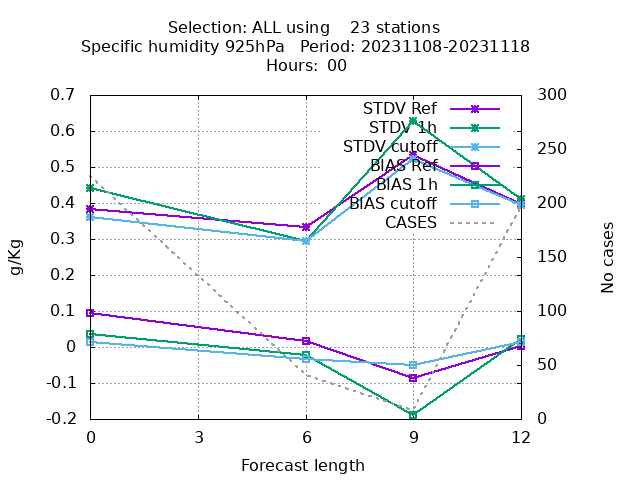 Selection: ALL using    23 stations
Specific humidity 925hPa   Period: 20231108-20231118
Hours:  00
STDV Ref
STDV 1h
STDV cutoff
BIAS Ref
BIAS 1h
BIAS cutoff
CASES
0.7
0.6
0.5
0.4
0.3
0.2
0.1
0
-0.1
-0.2
g/Kg
300
250
200
150
100
50
0
No cases
0 3 6 9 12
Forecast length